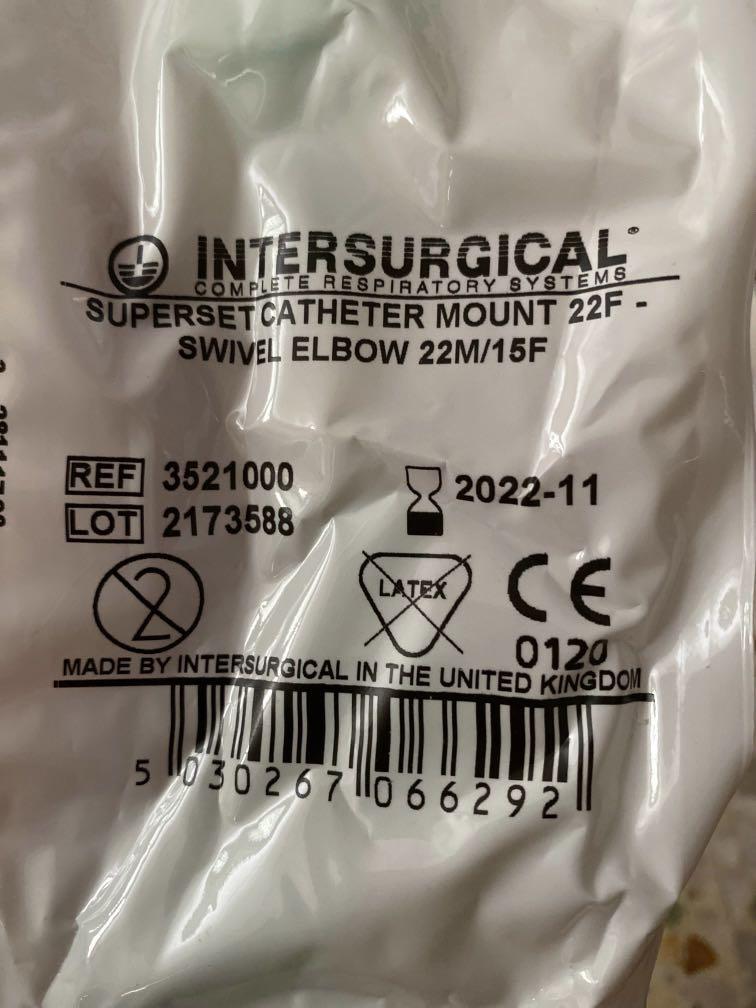 INTERSURGICAL®
COMPLETE RESPIRATORY SYSTEMS
SUPERSET CATHETER MOUNT 22F -
SWIVEL ELBOW 22M/15F
REF 3521000
2022-11
LOT 2173588
2
LATEX
CE
0120
MADE BY INTERSURGICAL IN THE UNITED KINGDOM
5 030267 066292